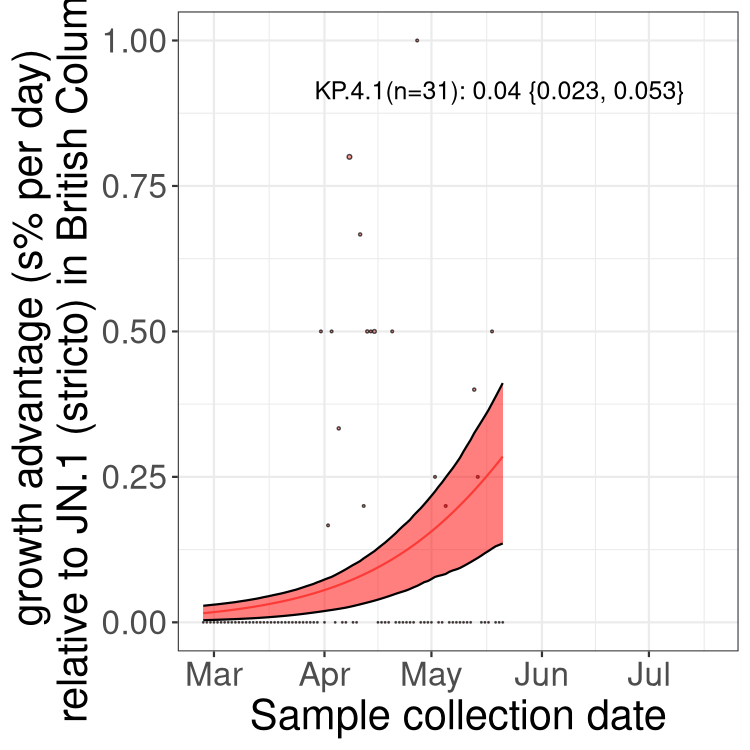 growth advantage (s% per day)
relative to JN.1 (stricto) in British Colum
1.00
0.75
0.50
0.25
0.00
KP.4.1(n=31): 0.04 {0.023, 0.053}
Mar Apr May Jun Jul
Sample collection date